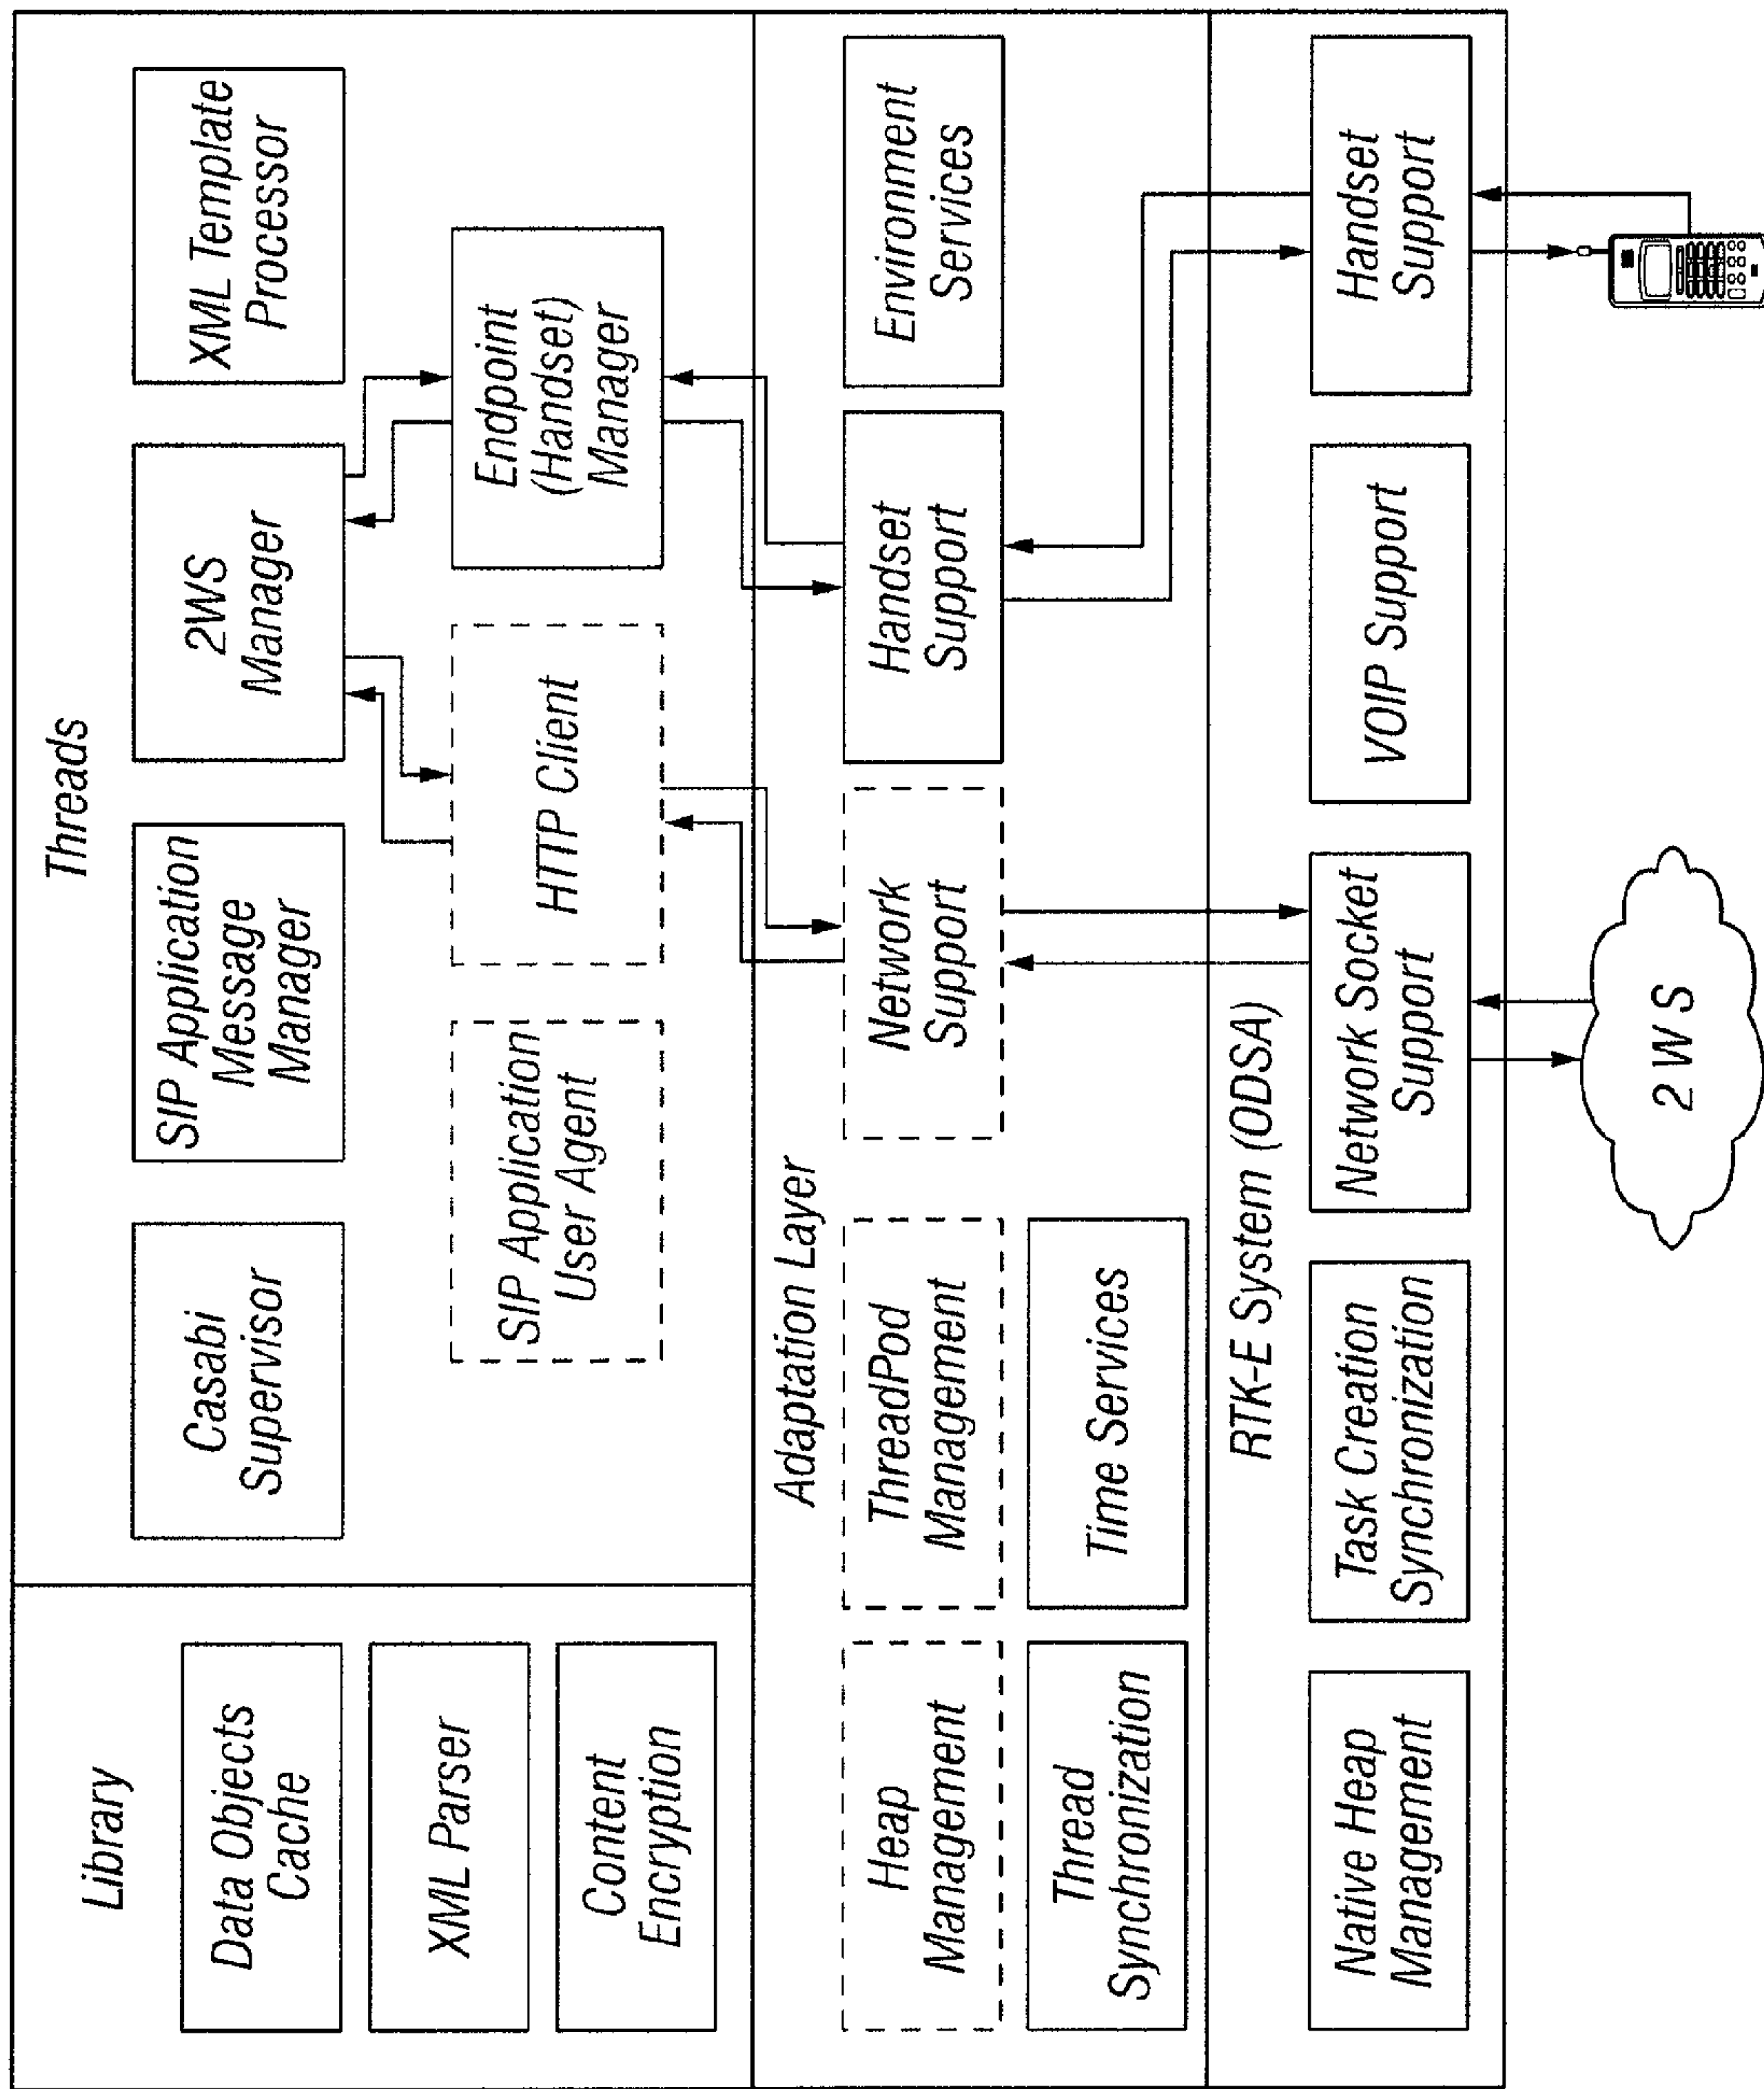 Library
Data Objects
Cache
XML Parser
Content
Encryption
Threads
Casabi
Supervisor
SIP Application
Message
Manager
2WS
Manager
XML Template
Processor
SIP Application
User Agent
HTTP Client
Endpoint
(Handset)
Manager
Adaptation Layer
Heap
Management
ThreadPod
Management
Network
Support
Handset
Support
Environment
Services
Thread
Synchronization
Time Services
RTK-E System (ODSA)
Native Heap
Management
Task Creation
Synchronization
Network Socket
Support
VOIP Support
Handset
Support
2 W S